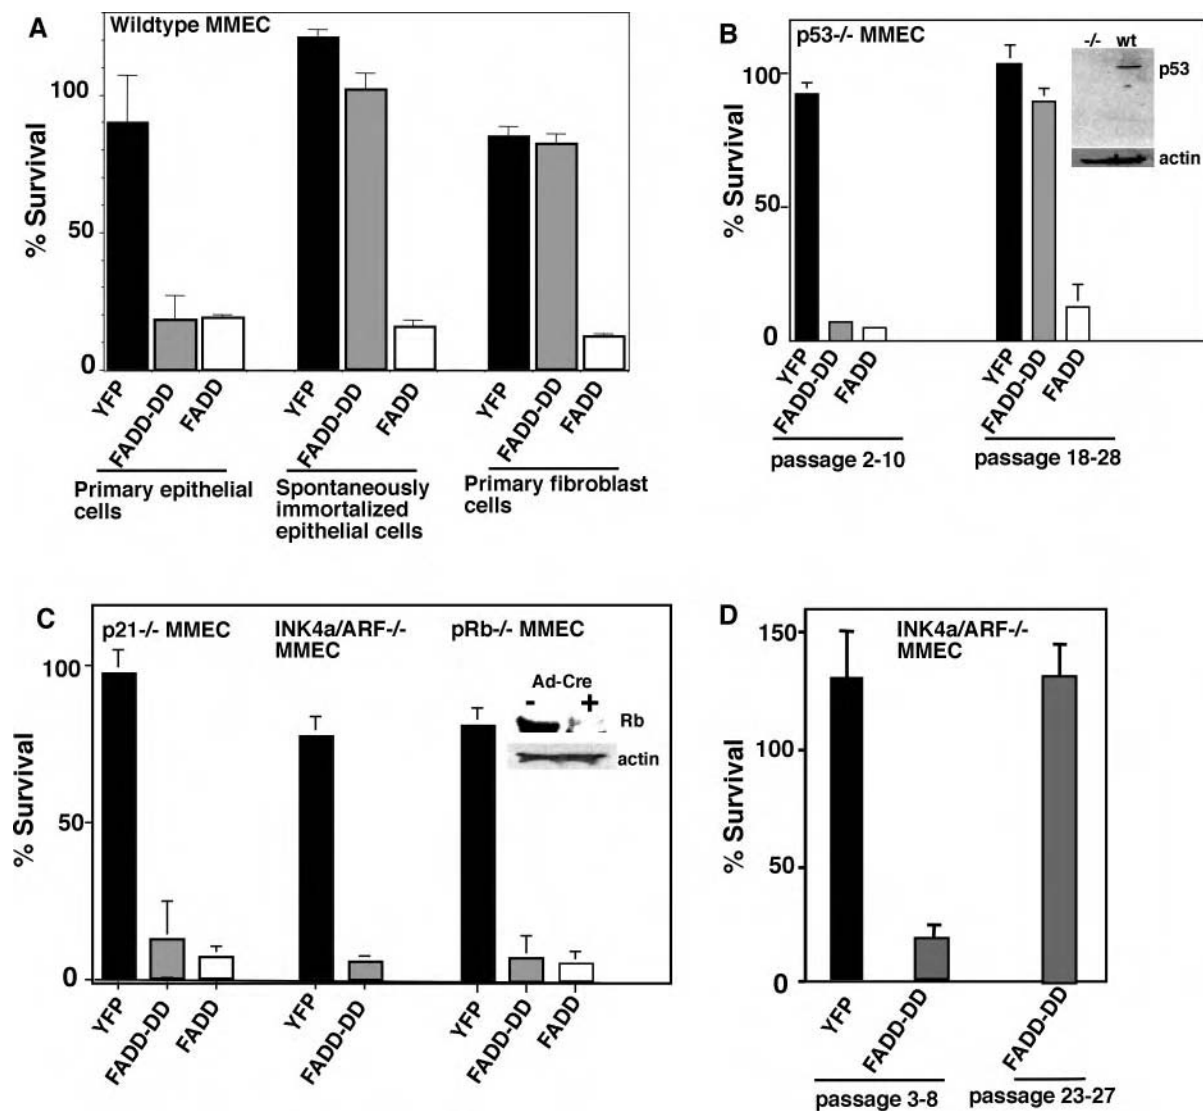 A
Wildtype MMEC
% Survival
100
50
0
YFP
FADD-DD
FADD
YFP
FADD-DD
FADD
YFP
FADD-DD
FADD
Primary epithelial
cells
Spontaneously
immortalized
epithelial cells
Primary fibroblast
cells
B
p53-/- MMEC
-/- wt
p53
actin
% Survival
100
50
0
YFP
FADD-DD
FADD
YFP
FADD-DD
FADD
passage 2-10
passage 18-28
C
p21-/- MMEC
INK4a/ARF-/-
MMEC
pRb-/- MMEC
Ad-Cre
- +
Rb
actin
% Survival
100
50
0
YFP
FADD-DD
FADD
YFP
FADD-DD
YFP
FADD-DD
FADD
D
INK4a/ARF-/-
MMEC
% Survival
150
100
50
0
YFP
FADD-DD
FADD-DD
passage 3-8
passage 23-27